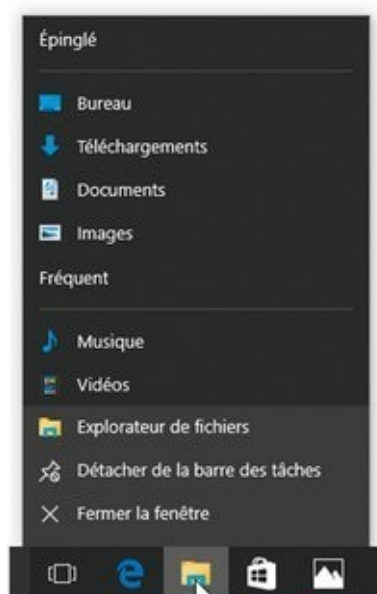 Épinglé
Bureau
Téléchargements
Documents
Images
Fréquent
Musique
Vidéos
Explorateur de fichiers
Détacher de la barre des tâches
Fermer la fenêtre